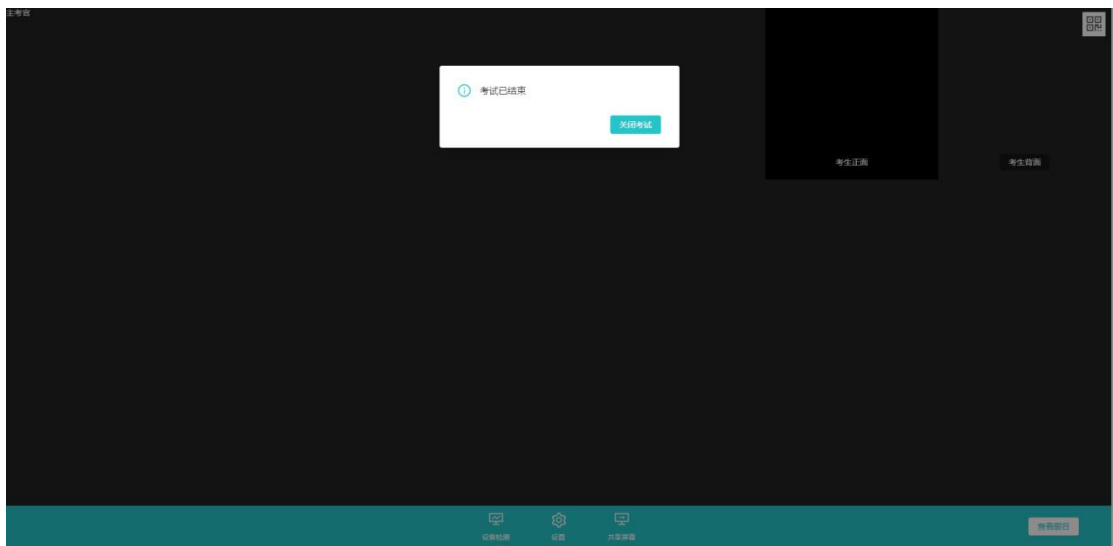 主考官
考试已结束
关闭考试
考生正面
考生背面
设备检测
设置
共享屏幕
查看题目